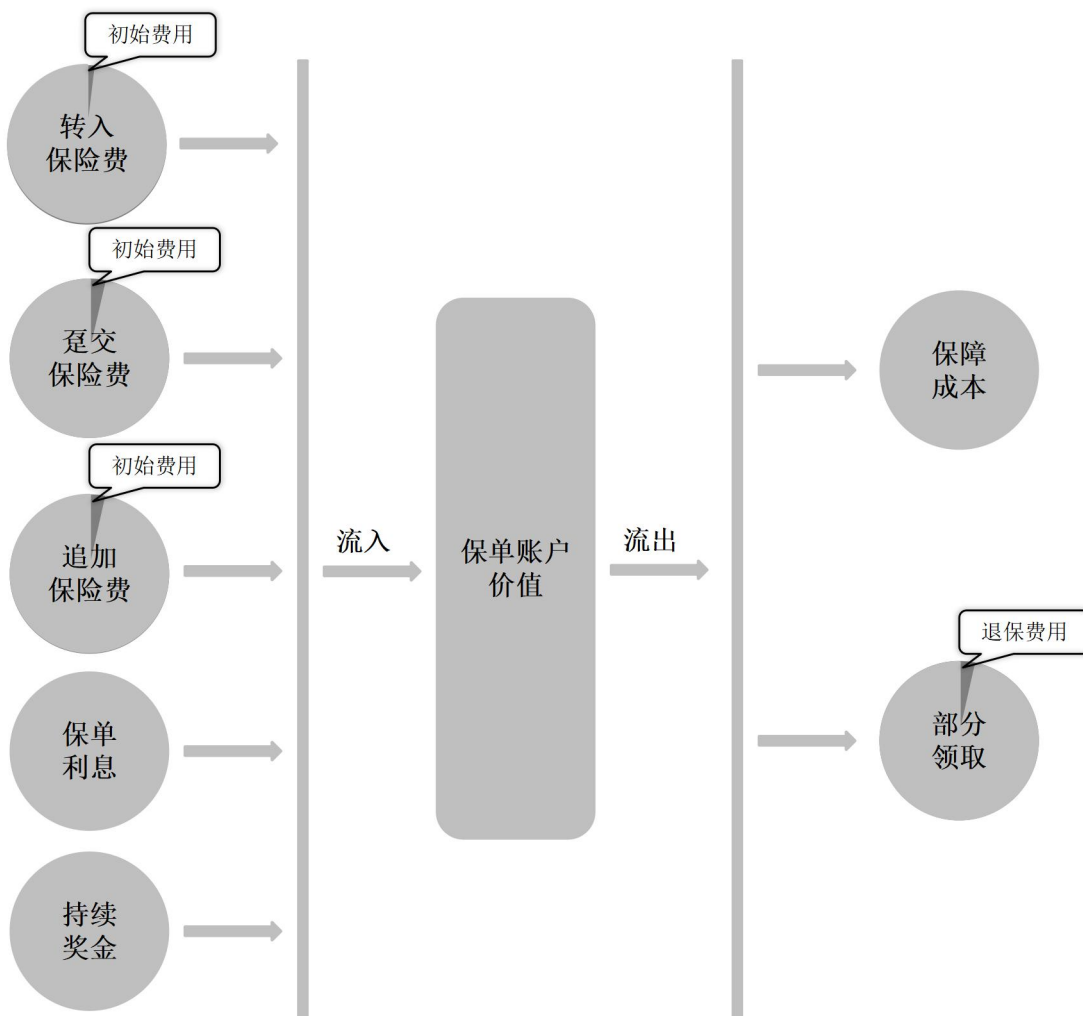 初始费用
转入
保险费
初始费用
趸交
保险费
初始费用
追加
保险费
保单
利息
持续
奖金
流入
保单账户
价值
流出
保障
成本
退保费用
部分
领取